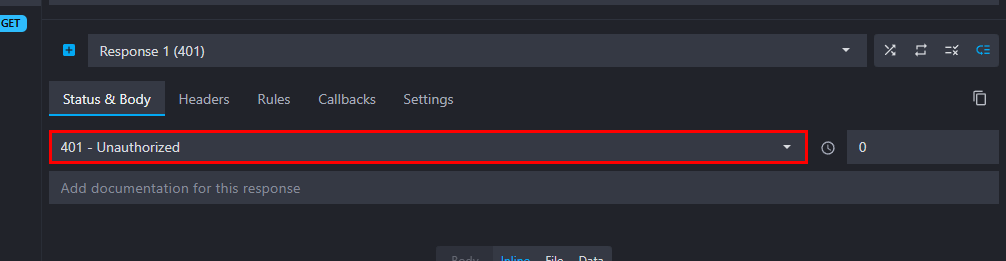 GET
Response 1 (401)
Status & Body Headers Rules Callbacks Settings
401 - Unauthorized 0
Add documentation for this response
Body Inline File Data